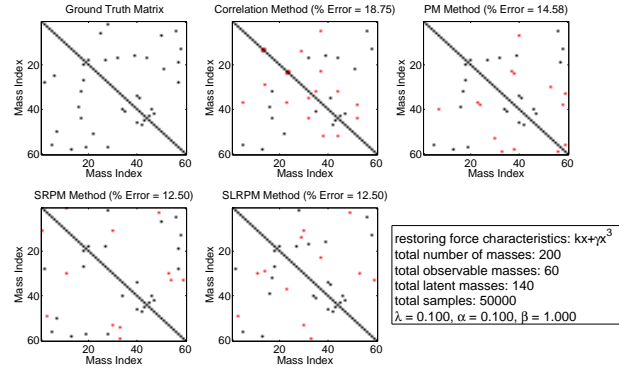 Ground Truth Matrix
Correlation Method (% Error = 18.75)
PM Method (% Error = 14.58)
Mass Index
20
40
60
20
40
60
Mass Index
Mass Index
20
40
60
20
40
60
Mass Index
Mass Index
20
40
60
20
40
60
Mass Index
SRPM Method (% Error = 12.50)
SLRPM Method (% Error = 12.50)
Mass Index
20
40
60
20
40
60
Mass Index
Mass Index
20
40
60
20
40
60
Mass Index
restoring force characteristics: kx+γx³
total number of masses: 200
total observable masses: 60
total latent masses: 140
total samples: 50000
λ = 0.100, α = 0.100, β = 1.000